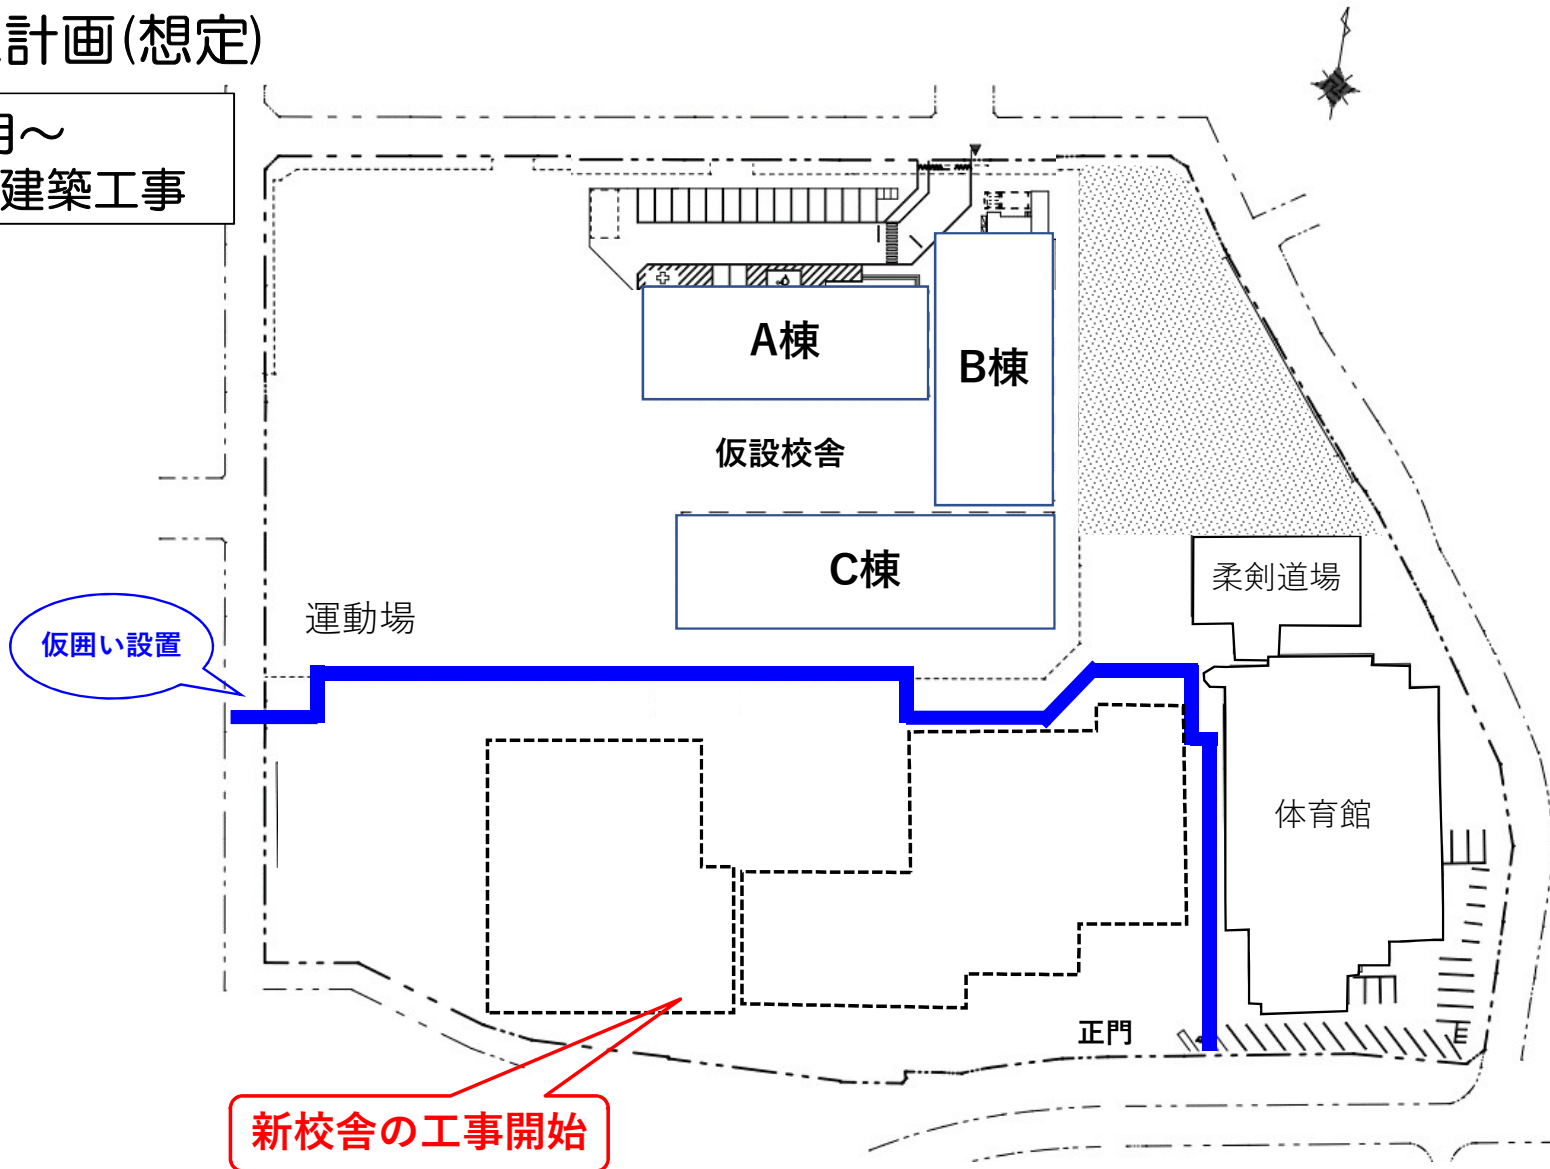 計画(想定)
月～
建築工事
A棟
B棟
仮設校舎
C棟
柔剣道場
運動場
仮囲い設置
体育館
正門
新校舎の工事開始